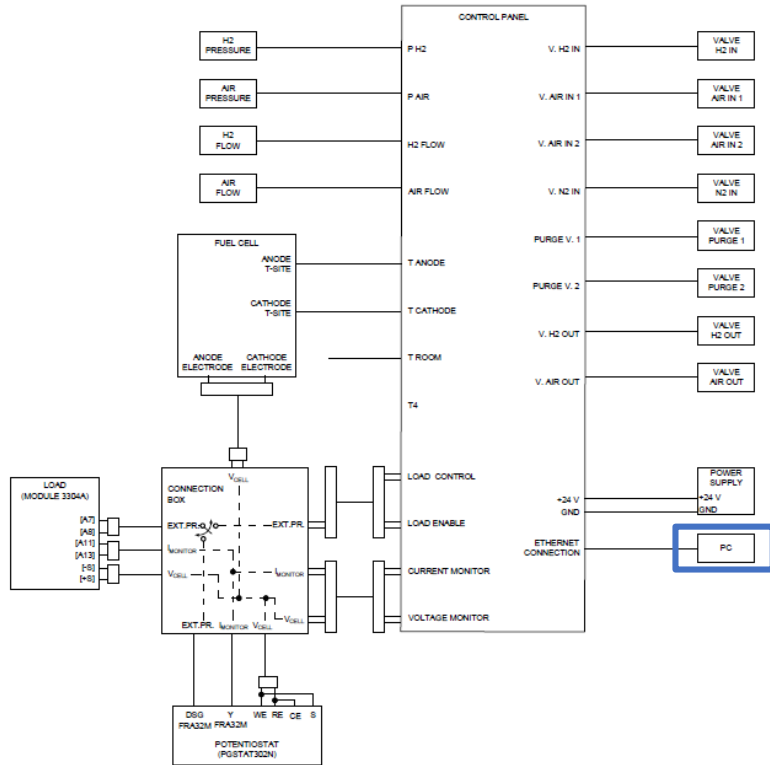 CONTROL PANEL
H2
PRESSURE
P H2
V. H2 IN
VALVE
H2 IN
AIR
PRESSURE
P AIR
V. AIR IN 1
VALVE
AIR IN 1
H2
FLOW
H2 FLOW
V. AIR IN 2
VALVE
AIR IN 2
AIR
FLOW
AIR FLOW
V. N2 IN
VALVE
N2 IN
FUEL CELL
ANODE
T-SITE
T ANODE
PURGE V. 1
VALVE
PURGE 1
CATHODE
T-SITE
T CATHODE
PURGE V. 2
VALVE
PURGE 2
ANODE
ELECTRODE
CATHODE
ELECTRODE
T ROOM
V. H2 OUT
VALVE
H2 OUT
T4
V. AIR OUT
VALVE
AIR OUT
LOAD
(MODULE 3304A)
[A7]
[A8]
[A11]
[A13]
[-S]
[+S]
CONNECTION
BOX
VCELL
EXT.PR.
EXT.PR.
IMONITOR
IMONITOR
VCELL
VCELL
EXT.PR.
IMONITOR
VCELL
LOAD CONTROL
LOAD ENABLE
CURRENT MONITOR
VOLTAGE MONITOR
+24 V
GND
POWER
SUPPLY
+24 V
GND
ETHERNET
CONNECTION
PC
DSG
FRA32M
Y
FRA32M
WE
RE
CE
S
POTENTIOSTAT
(PGSTAT302N)